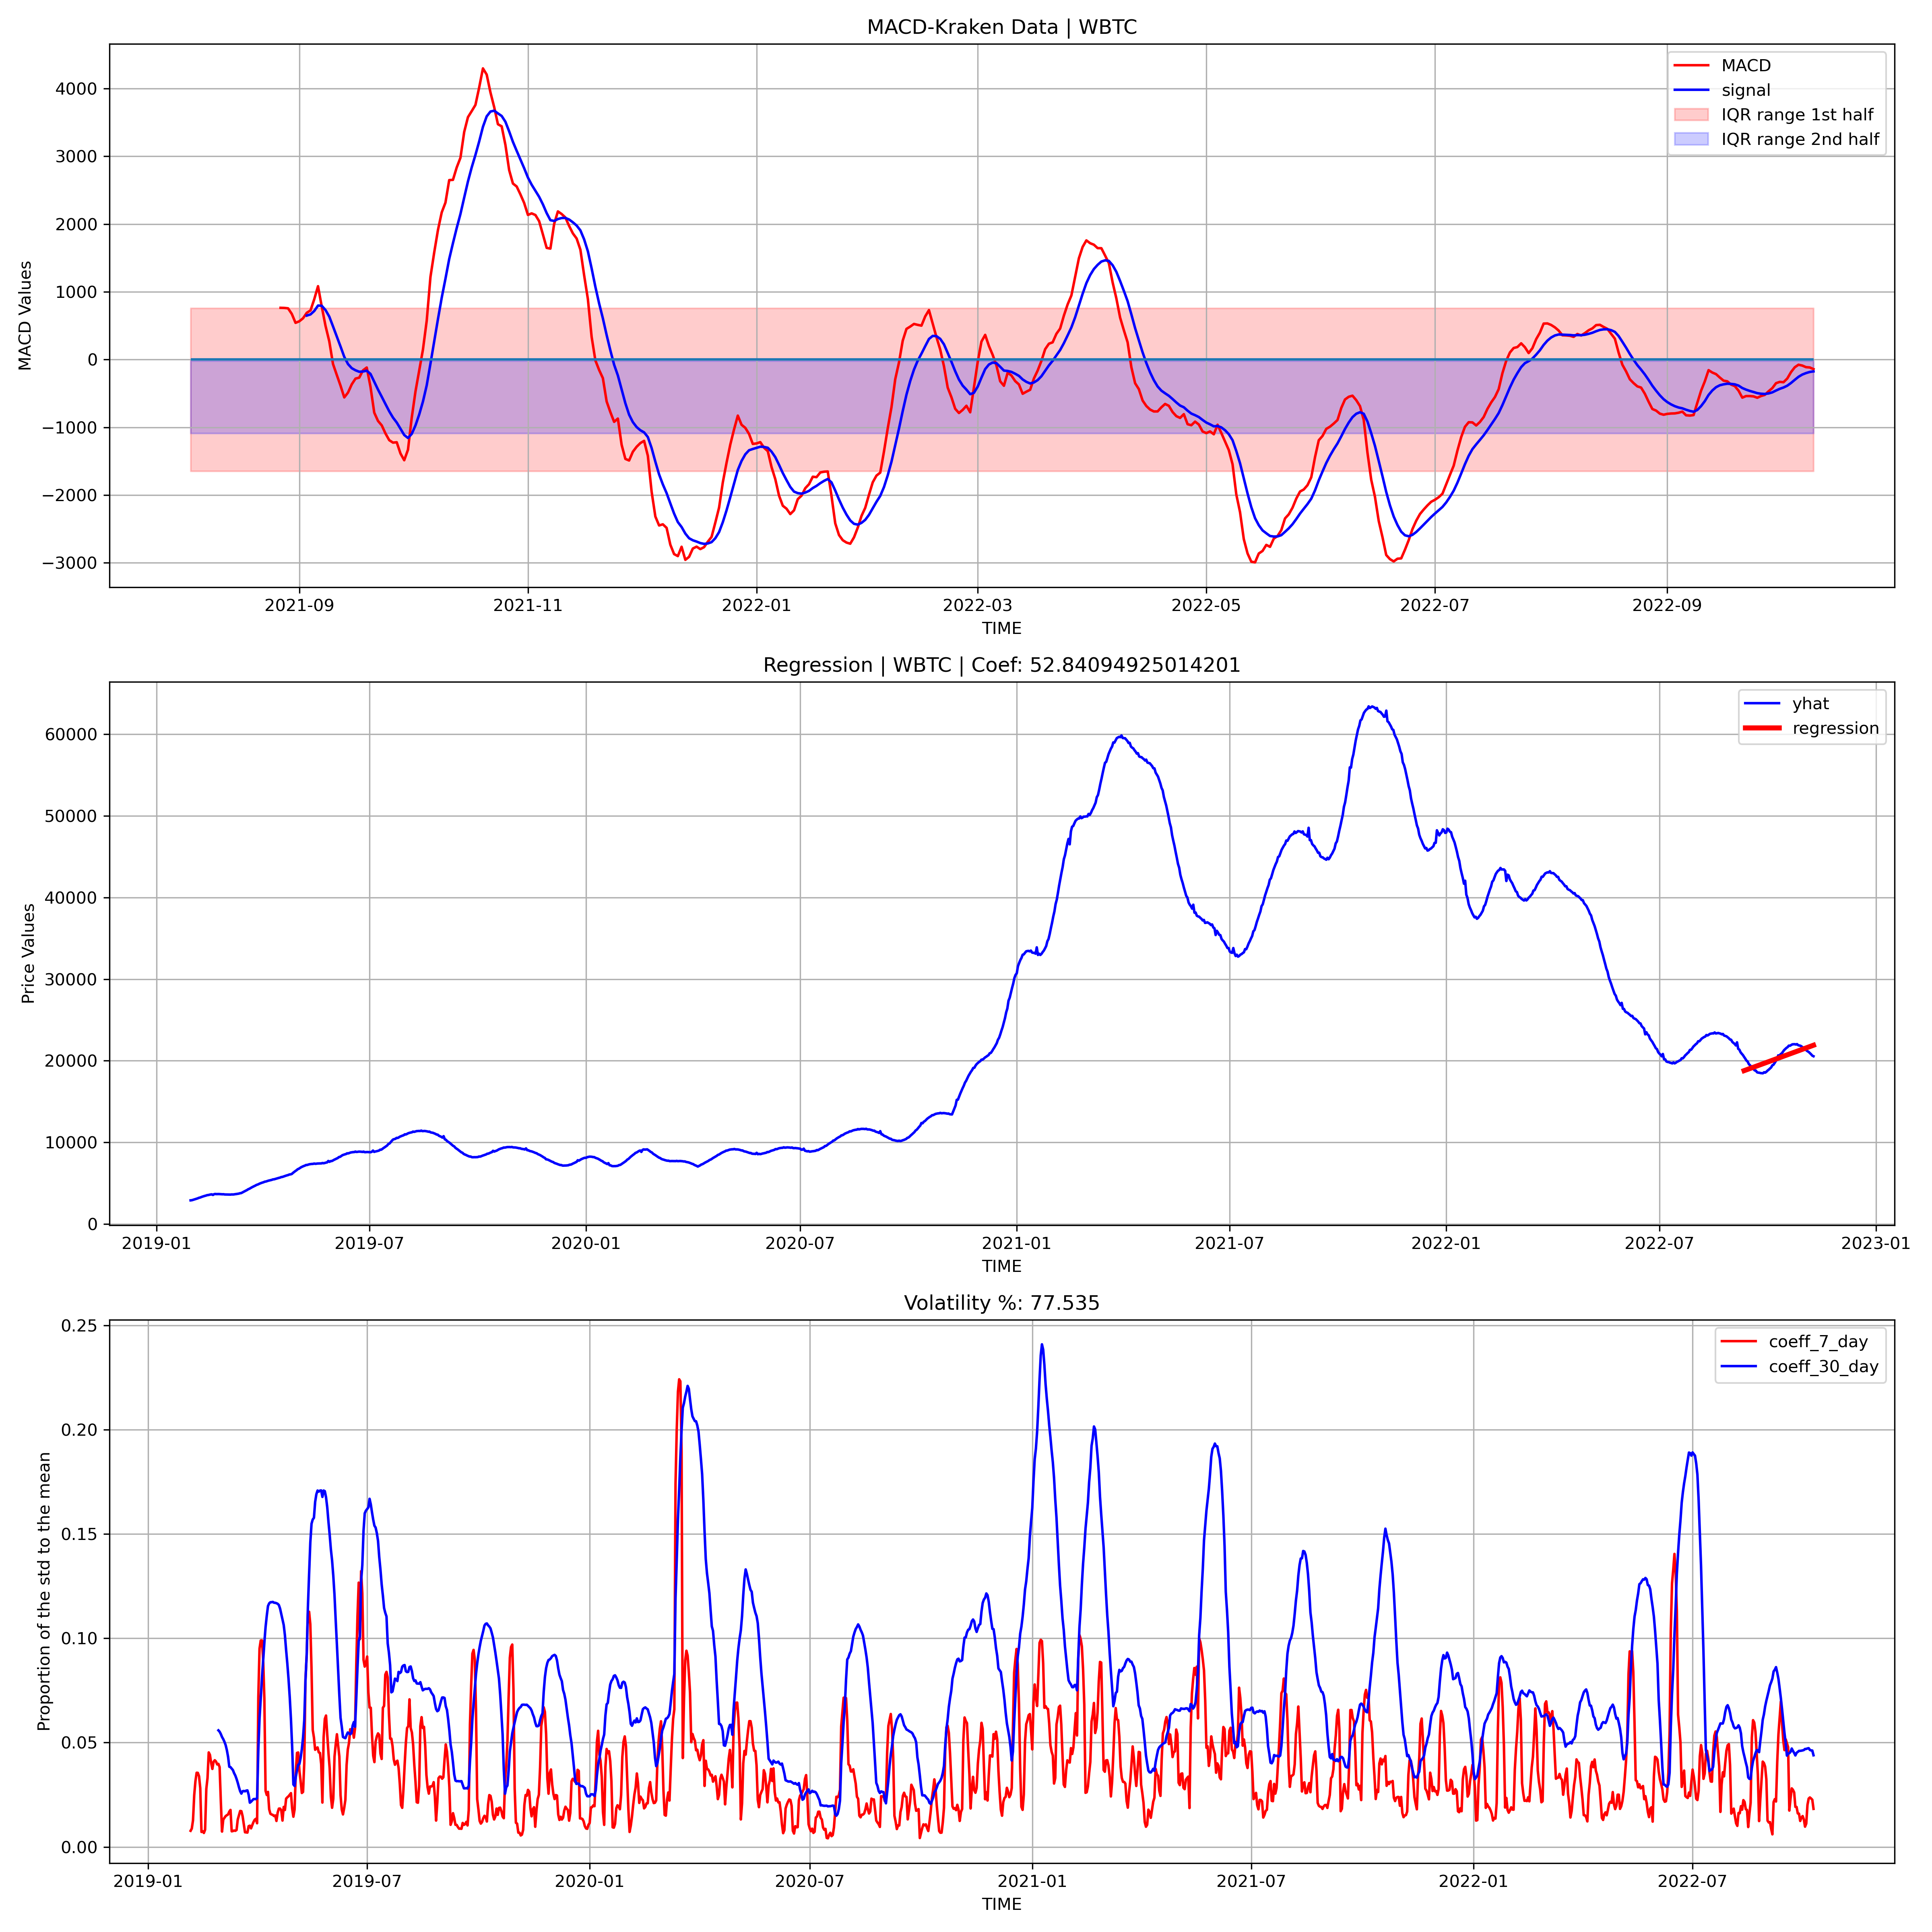 MACD-Kraken Data | WBTC
MACD
signal
IQR range 1st half
IQR range 2nd half
MACD Values
4000
3000
2000
1000
0
−1000
−2000
−3000
2021-09 2021-11 2022-01 2022-03 2022-05 2022-07 2022-09
TIME
Regression | WBTC | Coef: 52.84094925014201
yhat
regression
Price Values
60000
50000
40000
30000
20000
10000
0
2019-01 2019-07 2020-01 2020-07 2021-01 2021-07 2022-01 2022-07 2023-01
TIME
Volatility %: 77.535
coeff_7_day
coeff_30_day
Proportion of the std to the mean
0.25
0.20
0.15
0.10
0.05
0.00
2019-01 2019-07 2020-01 2020-07 2021-01 2021-07 2022-01 2022-07
TIME